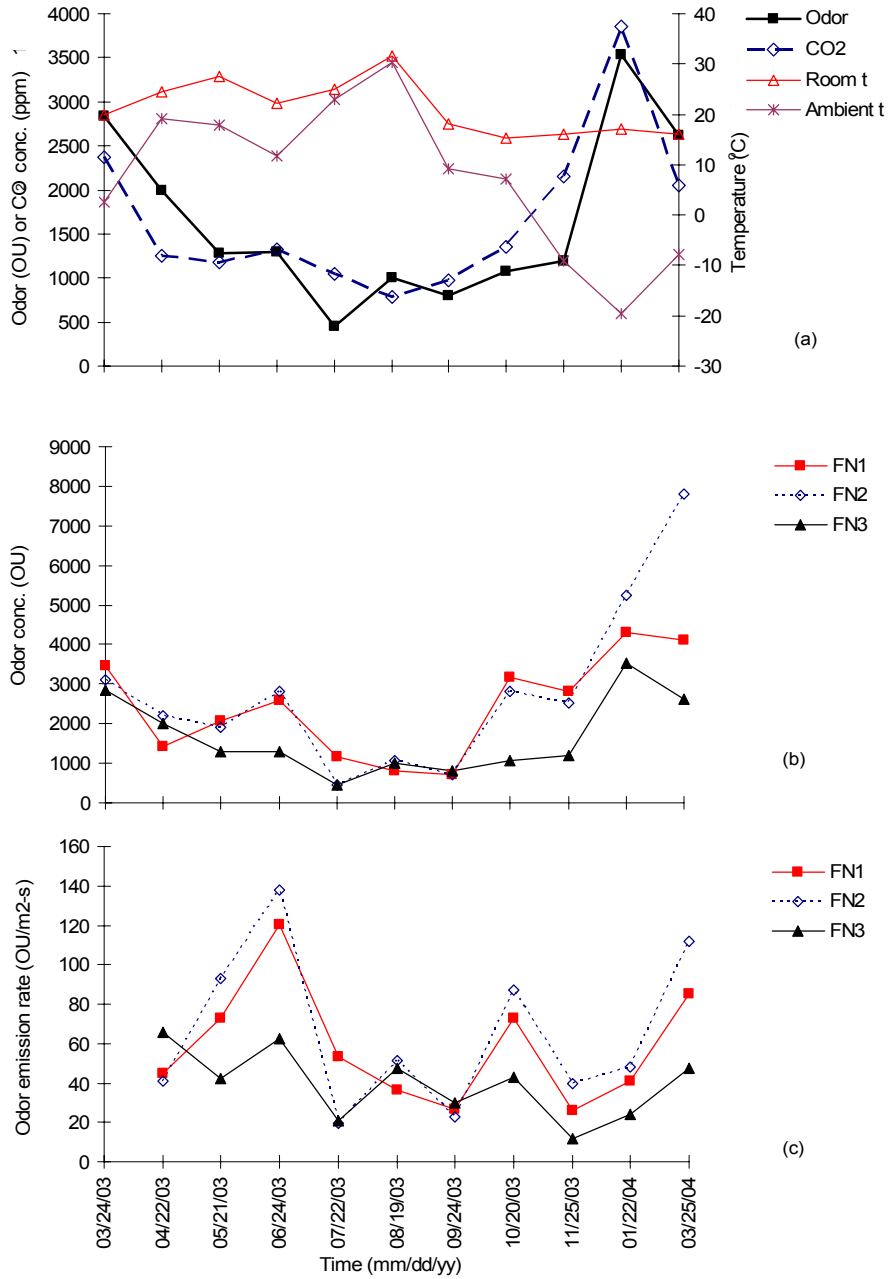 4000
3500
3000
2500
2000
1500
1000
500
0
Odor (OU) or CO2 conc. (ppm)
40
30
20
10
0
-10
-20
-30
Temperature (°C)
Odor
CO2
Room t
Ambient t
(a)
9000
8000
7000
6000
5000
4000
3000
2000
1000
0
Odor conc. (OU)
FN1
FN2
FN3
(b)
160
140
120
100
80
60
40
20
0
Odor emission rate (OU/m2-s)
FN1
FN2
FN3
(c)
03/24/03
04/22/03
05/21/03
06/24/03
07/22/03
08/19/03
09/24/03
10/20/03
11/25/03
01/22/04
03/25/04
Time (mm/dd/yy)